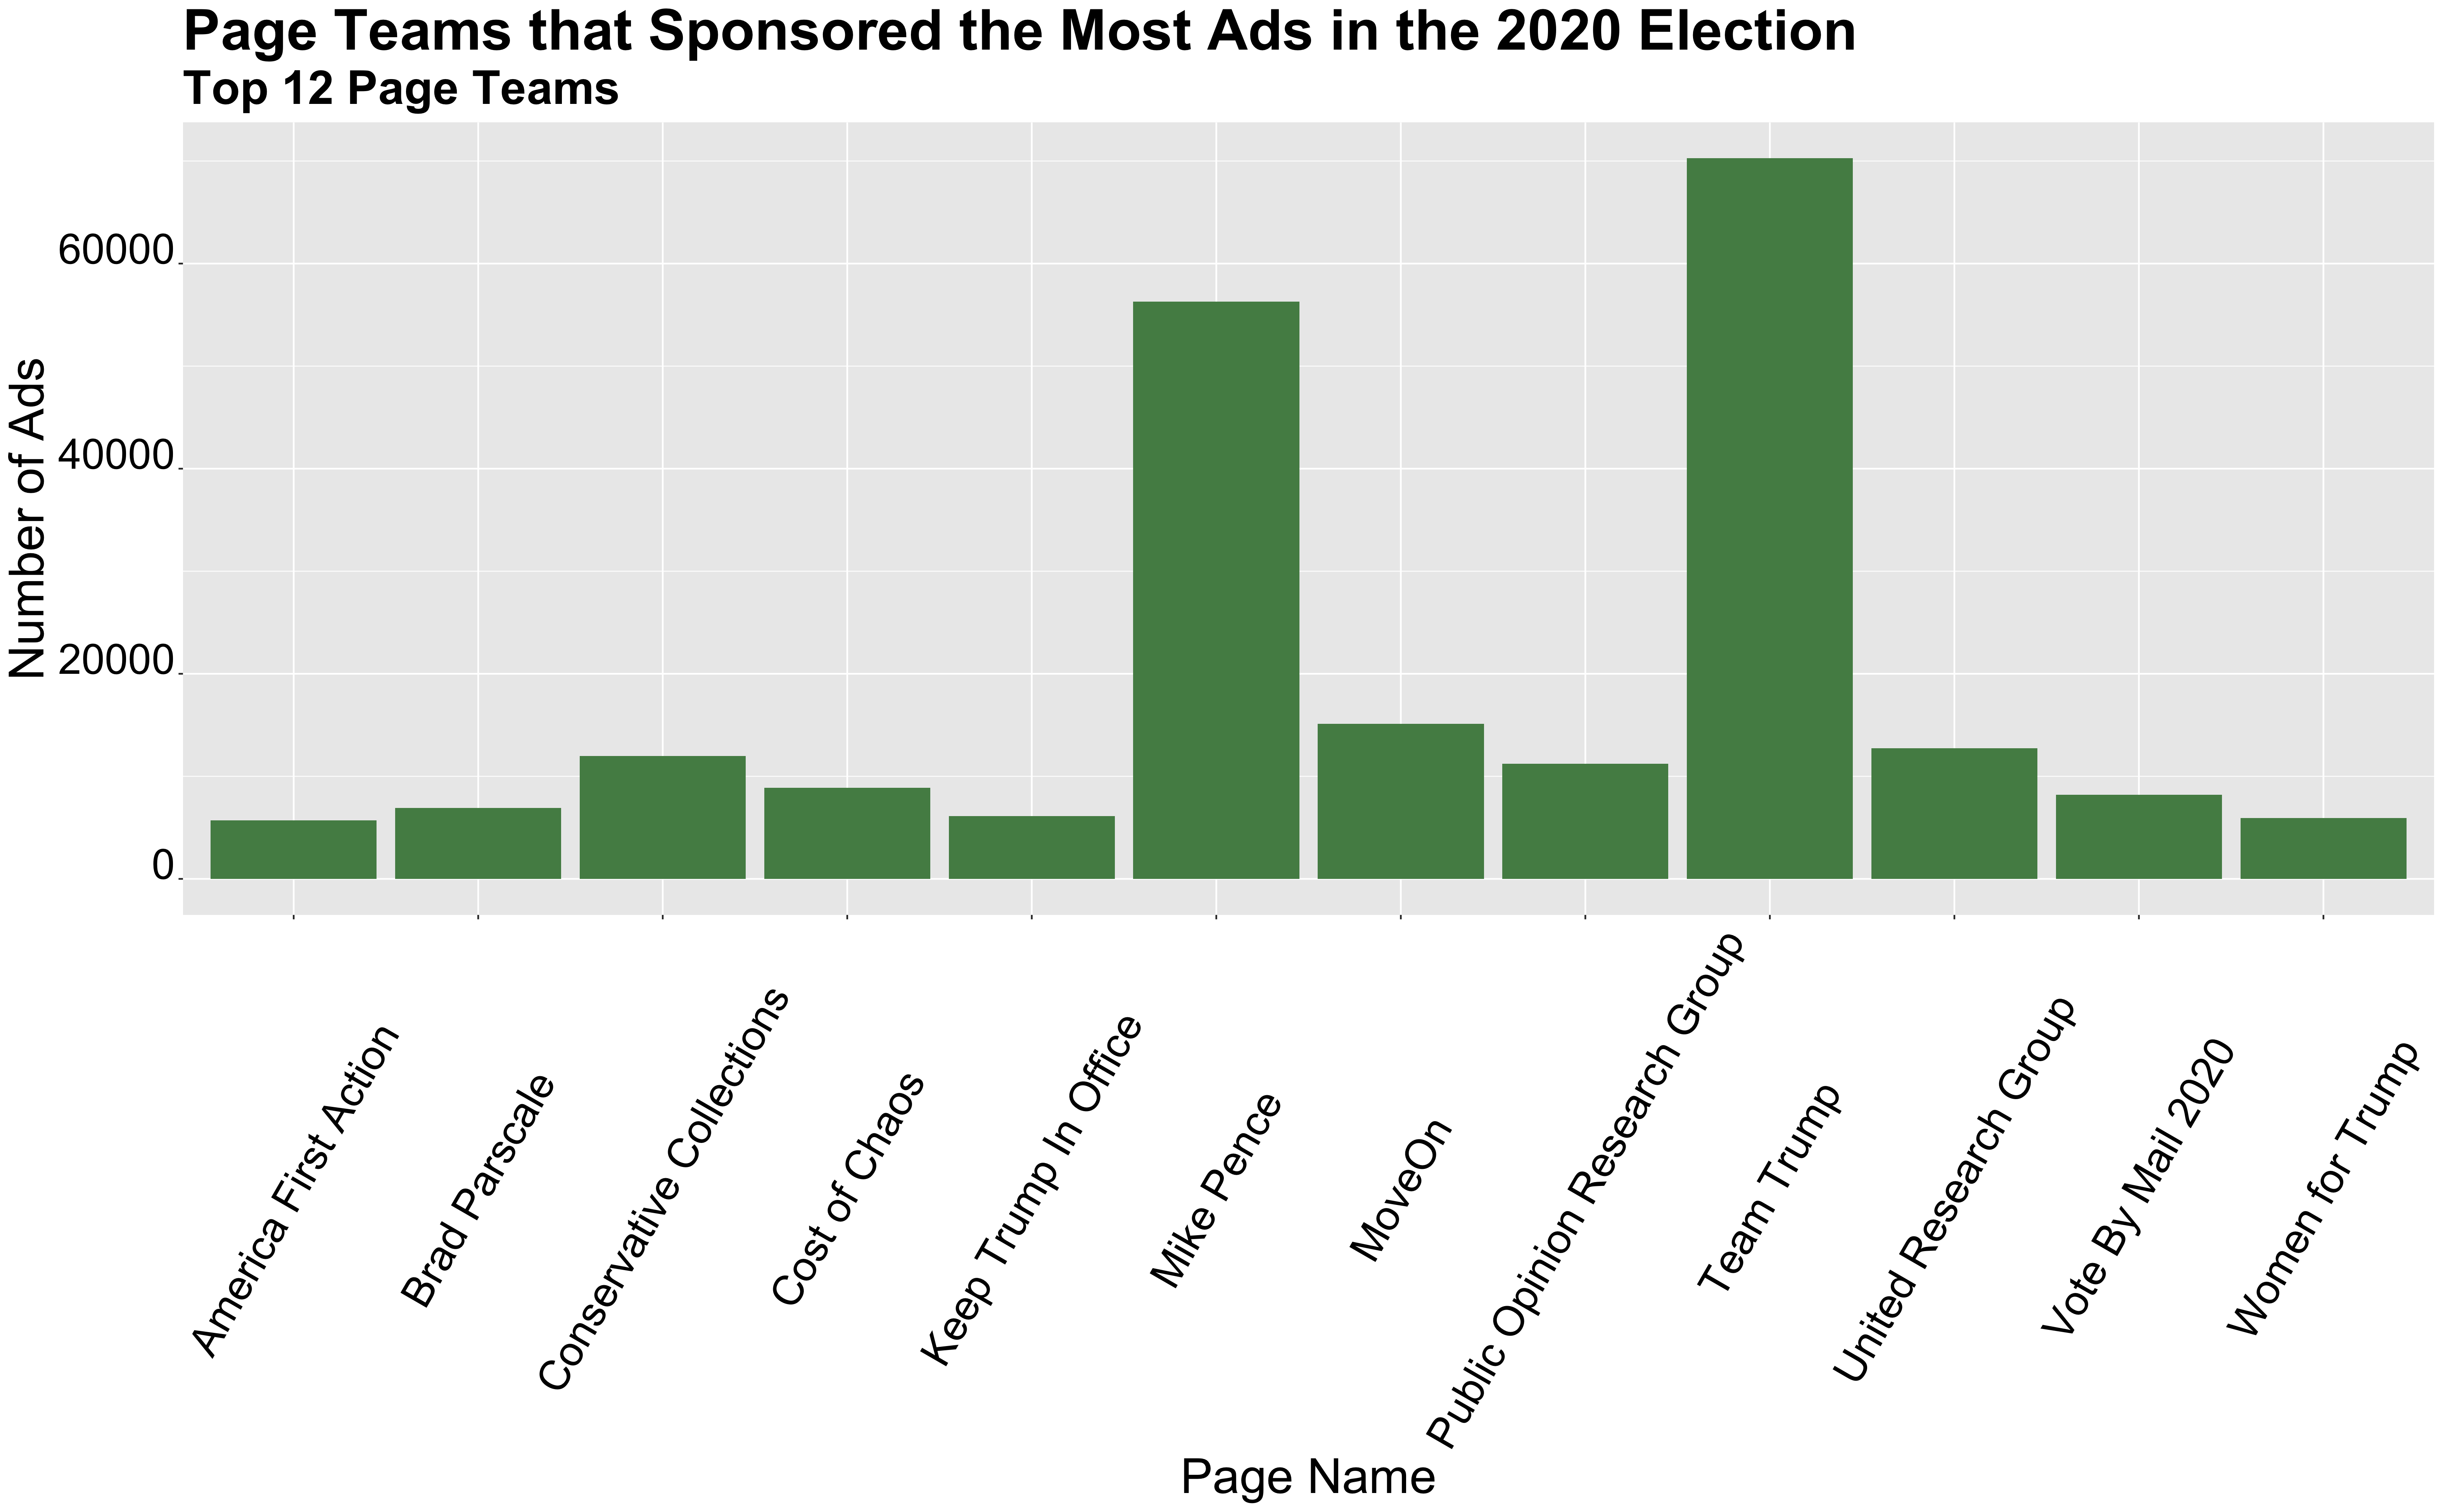 Page Teams that Sponsored the Most Ads in the 2020 Election
Top 12 Page Teams
Number of Ads
60000
40000
20000
0
America First Action
Brad Parscale
Conservative Collections
Cost of Chaos
Keep Trump In Office
Mike Pence
MoveOn
Public Opinion Research Group
Team Trump
United Research Group
Vote By Mail 2020
Women for Trump
Page Name